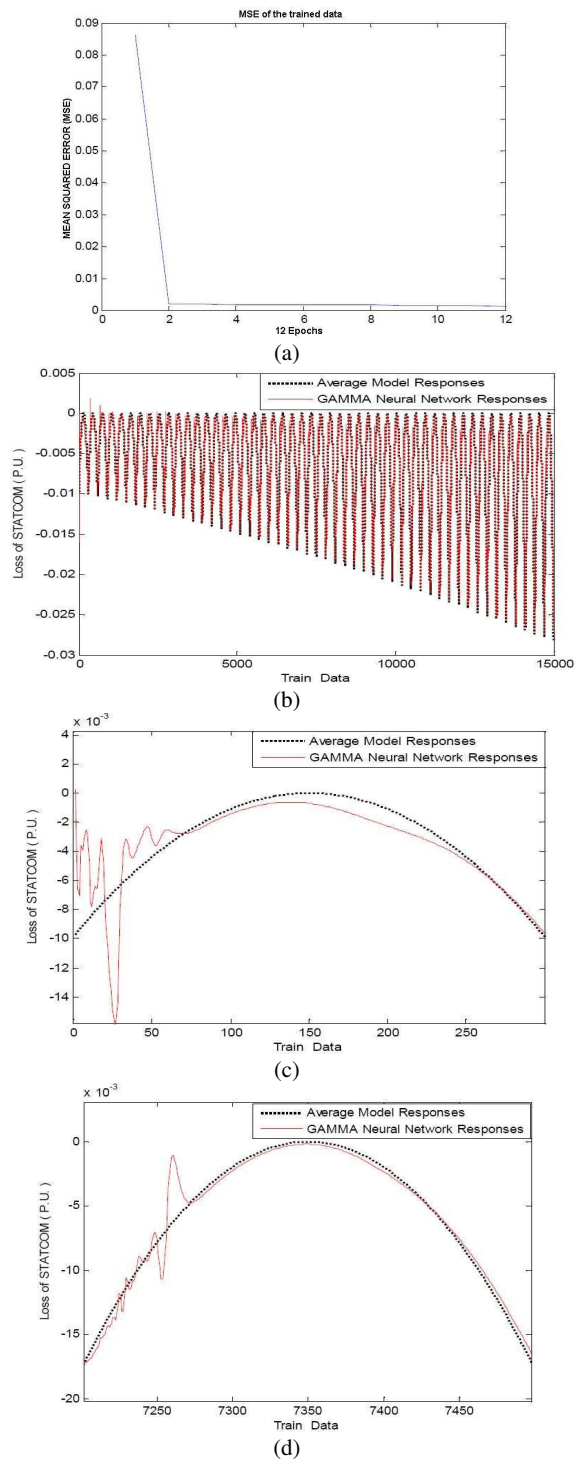 MSE of the trained data
0.09
0.08
0.07
0.06
0.05
0.04
0.03
0.02
0.01
0
MEAN SQUARED ERROR (MSE)
0 2 4 6 8 10 12
12 Epochs
(a)
0.005
0
-0.005
-0.01
-0.015
-0.02
-0.025
-0.03
Loss of STATCOM ( P.U. )
Average Model Responses
GAMMA Neural Network Responses
0 5000 10000 15000
Train Data
(b)
x 10-3
4
2
0
-2
-4
-6
-8
-10
-12
-14
Loss of STATCOM ( P.U. )
Average Model Responses
GAMMA Neural Network Responses
0 50 100 150 200 250
Train Data
(c)
x 10-3
0
-5
-10
-15
-20
Loss of STATCOM ( P.U. )
Average Model Responses
GAMMA Neural Network Responses
7250 7300 7350 7400 7450
Train Data
(d)